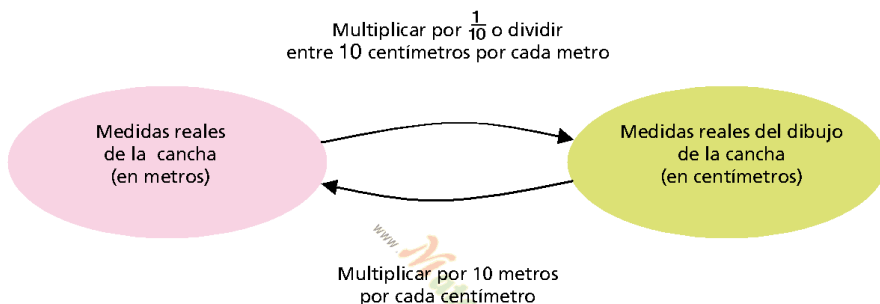 Multiplicar por 1/10 o dividir
entre 10 centímetros por cada metro
Medidas reales
de la cancha
(en metros)
Medidas reales del dibujo
de la cancha
(en centímetros)
www.
Multiplicar por 10 metros
por cada centímetro